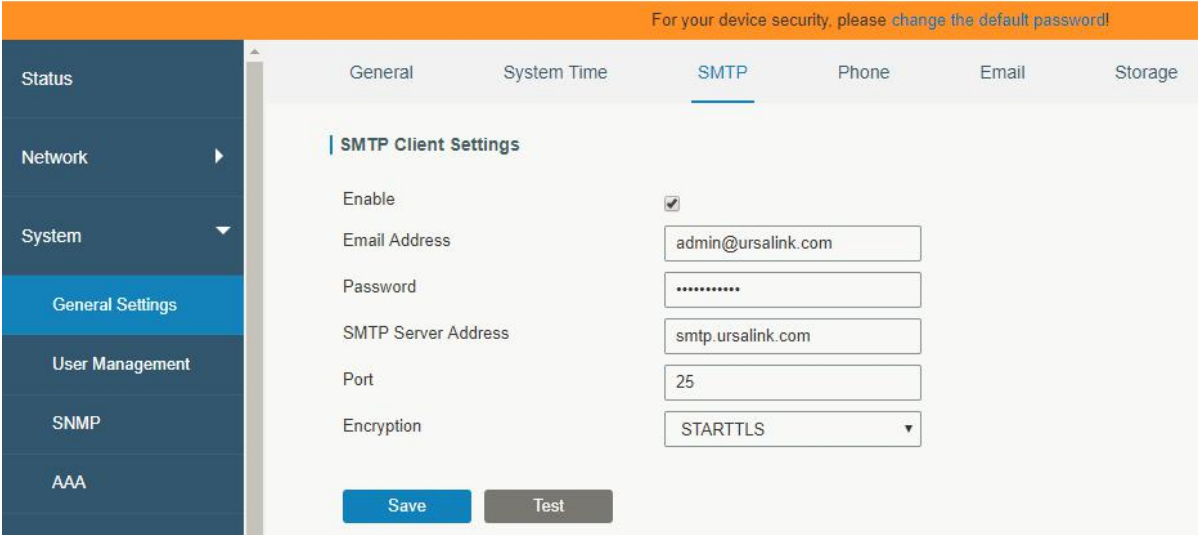 For your device security, please change the default password!
Status
General System Time SMTP Phone Email Storage
Network
SMTP Client Settings
Enable
System
Email Address admin@ursalink.com
Password •••••••••••
General Settings
SMTP Server Address smtp.ursalink.com
User Management
Port 25
SNMP
Encryption STARTTLS
AAA
Save Test